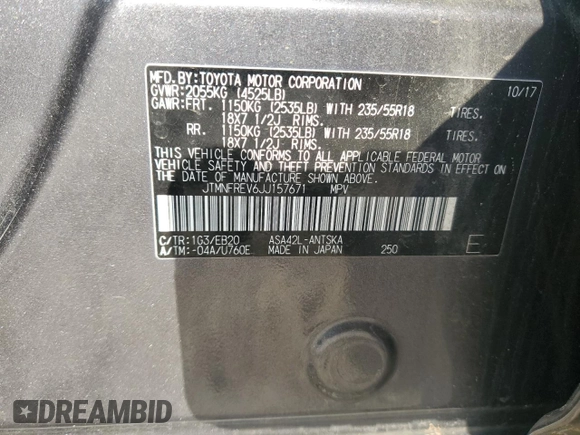 MFD.BY:TOYOTA MOTOR CORPORATION 10/17
GVWR:2055KG (4525LB)
GAWR:FRT. 1150KG (2535LB) WITH 235/55R18 TIRES.
18X7 1/2J RIMS.
RR. 1150KG (2535LB) WITH 235/55R18 TIRES.
18X7 1/2J RIMS.
THIS VEHICLE CONFORMS TO ALL APPLICABLE FEDERAL MOTOR
VEHICLE SAFETY AND THEFT PREVENTION STANDARDS IN EFFECT ON
THE DATE OF MANUFACTURE SHOWN ABOVE.
JTMNFREV6JJ157671 MPV
C/TR:1G3/EB20 ASA42L-ANTSKA
A/TM:-04A/U760E MADE IN JAPAN 250 E
DREAMBID